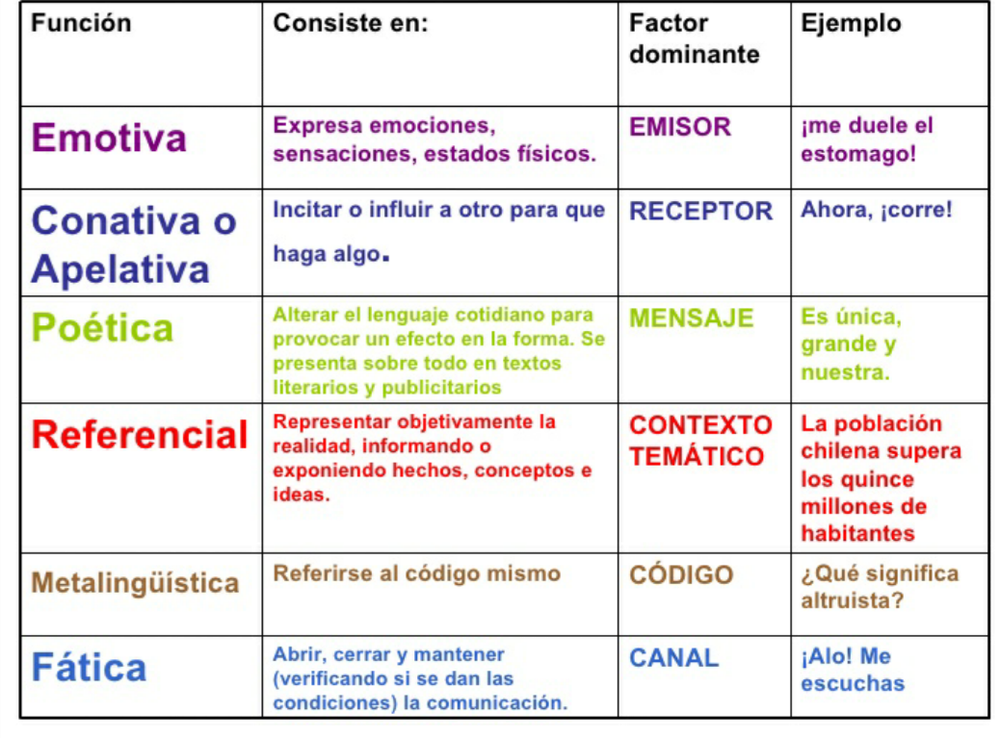 Función
Consiste en:
Factor
dominante
Ejemplo
Emotiva
Expresa emociones,
sensaciones, estados físicos.
EMISOR
¡me duele el
estomago!
Conativa o
Apelativa
Incitar o influir a otro para que
haga algo.
RECEPTOR
Ahora, ¡corre!
Poética
Alterar el lenguaje cotidiano para
provocar un efecto en la forma. Se
presenta sobre todo en textos
literarios y publicitarios
MENSAJE
Es única,
grande y
nuestra.
Referencial
Representar objetivamente la
realidad, informando o
exponiendo hechos, conceptos e
ideas.
CONTEXTO
TEMÁTICO
La población
chilena supera
los quince
millones de
habitantes
Metalingüística
Referirse al código mismo
CÓDIGO
¿Qué significa
altruista?
Fática
Abrir, cerrar y mantener
(verificando si se dan las
condiciones) la comunicación.
CANAL
¡Alo! Me
escuchas